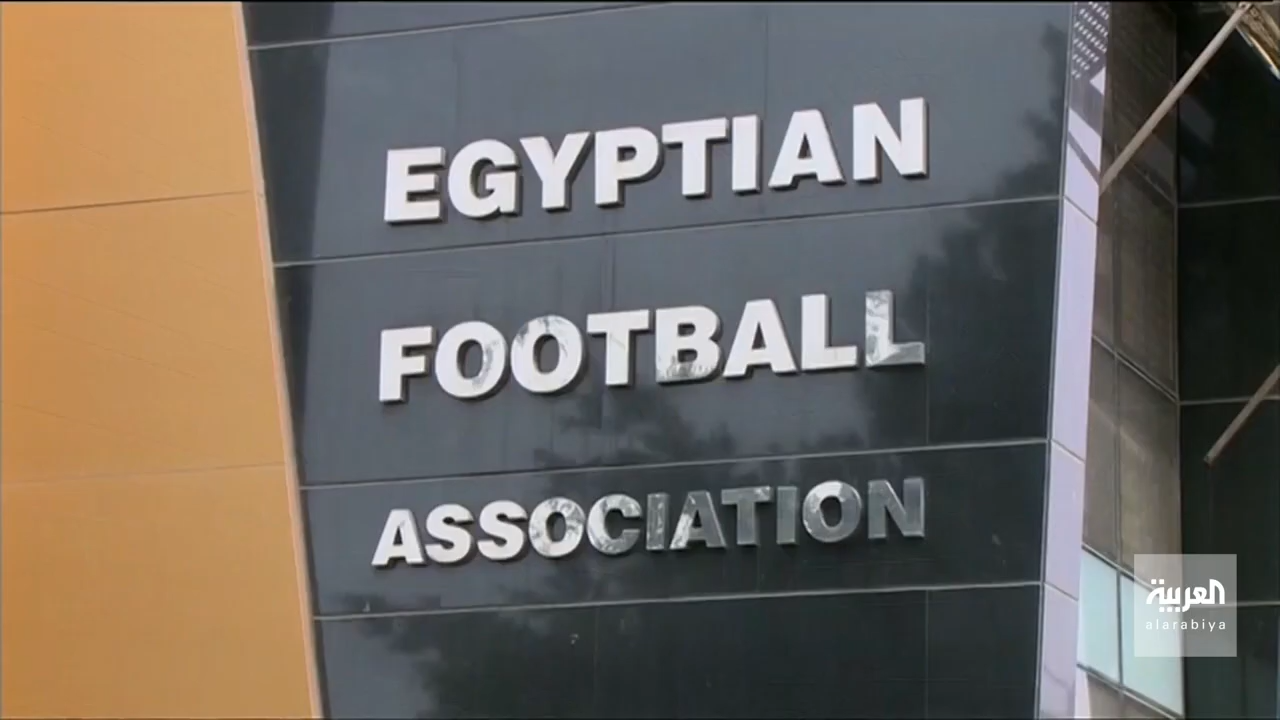 EGYPTIAN
FOOTBALL
ASSOCIATION
العربية
alarabiya